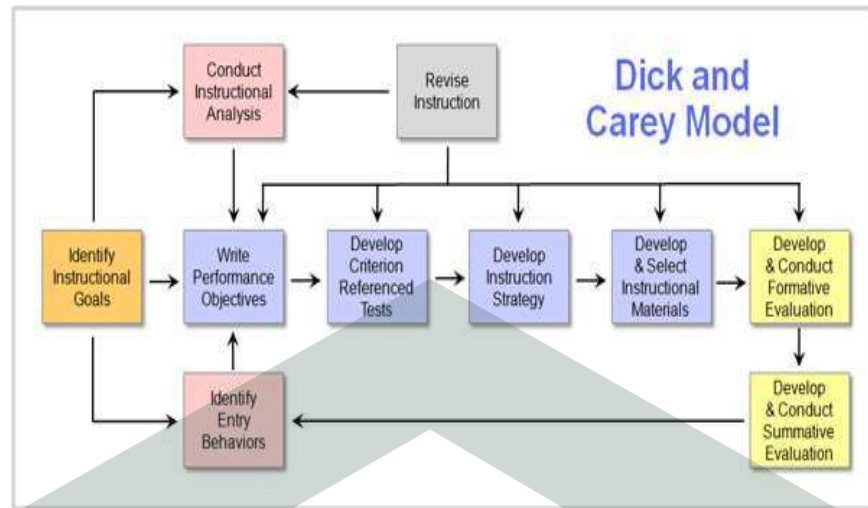 Dick and
Carey Model
Conduct
Instructional
Analysis
Revise
Instruction
Identify
Instructional
Goals
Write
Performance
Objectives
Develop
Criterion
Referenced
Tests
Develop
Instruction
Strategy
Develop
& Select
Instructional
Materials
Develop
& Conduct
Formative
Evaluation
Identify
Entry
Behaviors
Develop
& Conduct
Summative
Evaluation